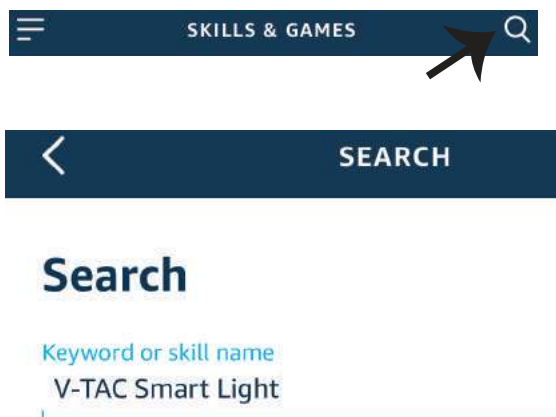 SKILLS & GAMES
SEARCH
Search
Keyword or skill name
V-TAC Smart Light